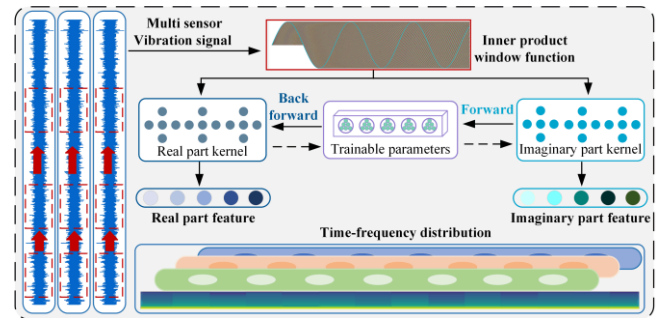 Multi sensor
Vibration signal
Inner product
window function
Back
forward
Forward
Real part kernel
Trainable parameters
Imaginary part kernel
Real part feature
Imaginary part feature
Time-frequency distribution